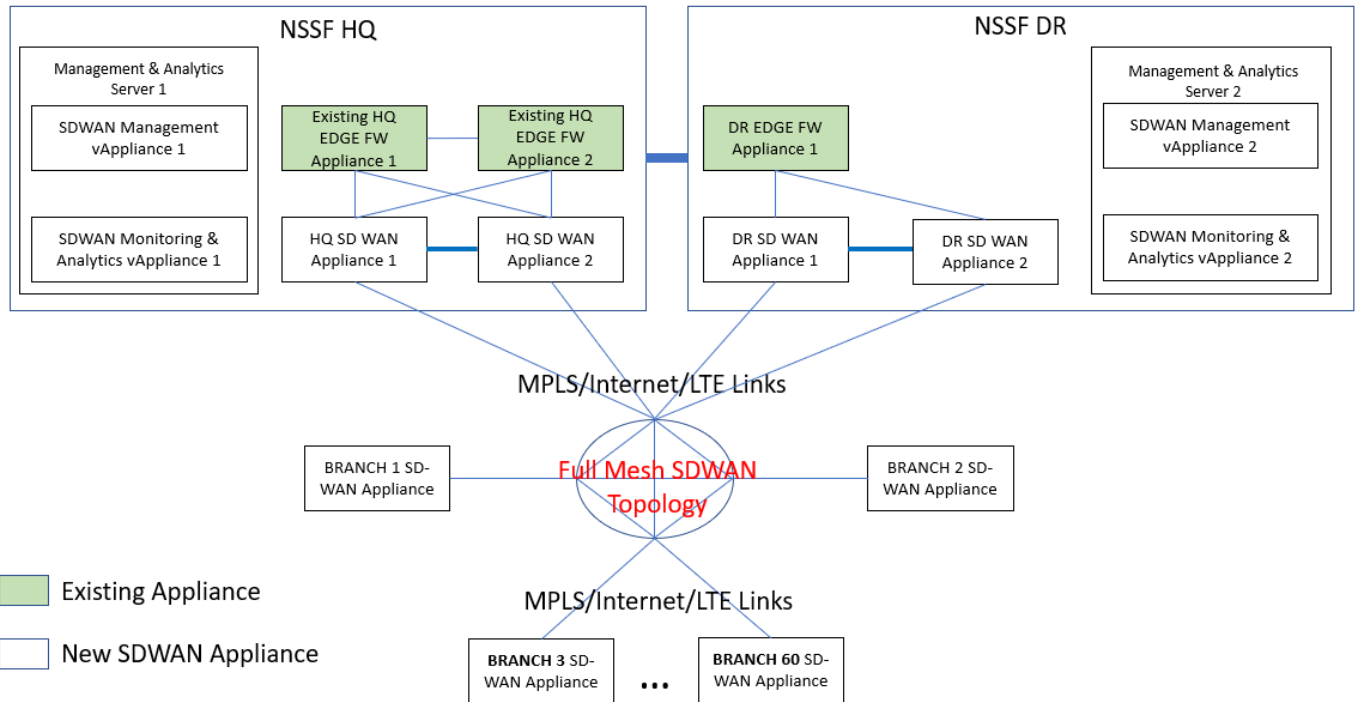 NSSF HQ
Management & Analytics
Server 1
SDWAN Management
vAppliance 1
SDWAN Monitoring &
Analytics vAppliance 1
Existing HQ
EDGE FW
Appliance 1
Existing HQ
EDGE FW
Appliance 2
HQ SD WAN
Appliance 1
HQ SD WAN
Appliance 2
NSSF DR
DR EDGE FW
Appliance 1
DR SD WAN
Appliance 1
DR SD WAN
Appliance 2
Management & Analytics
Server 2
SDWAN Management
vAppliance 2
SDWAN Monitoring &
Analytics vAppliance 2
MPLS/Internet/LTE Links
BRANCH 1 SD-
WAN Appliance
Full Mesh SDWAN
Topology
BRANCH 2 SD-
WAN Appliance
Existing Appliance
New SDWAN Appliance
MPLS/Internet/LTE Links
BRANCH 3 SD-
WAN Appliance
...
BRANCH 60 SD-
WAN Appliance